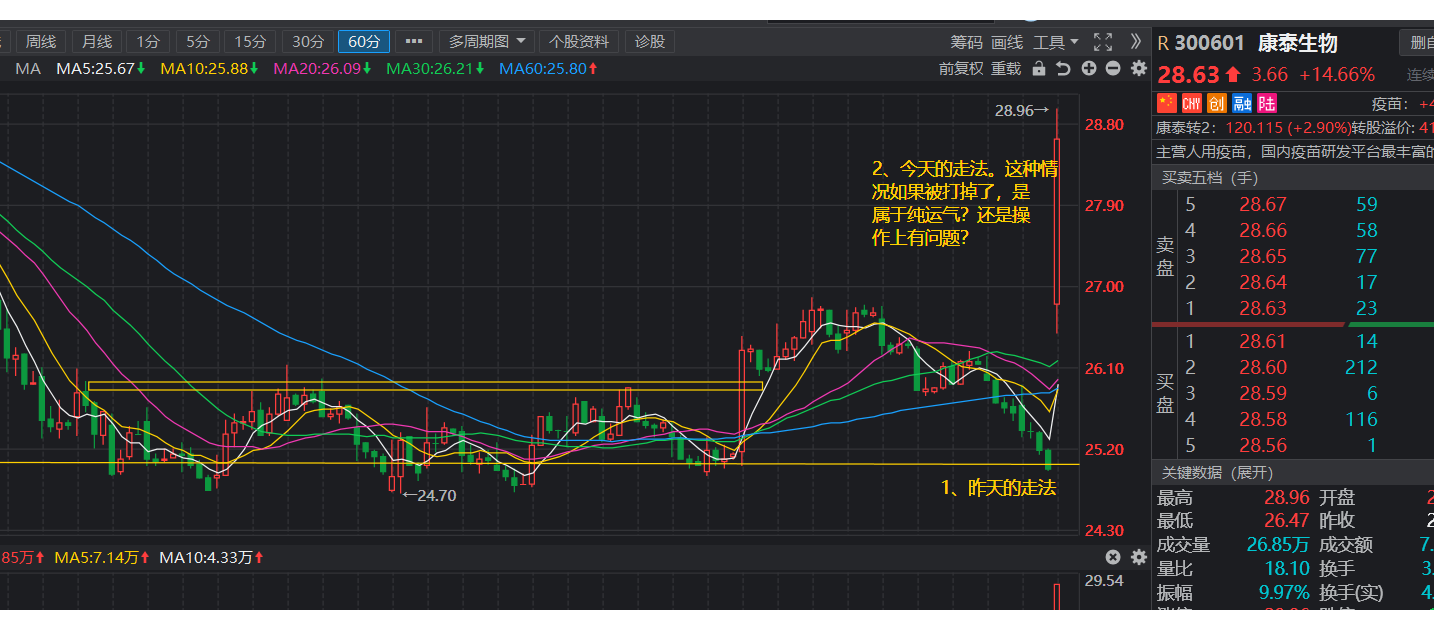 周线 月线 1分 5分 15分 30分 60分 ··· 多周期图 个股资料 诊股 筹码 画线 工具
MA MA5:25.67 MA10:25.88 MA20:26.09 MA30:26.21 MA60:25.80 前复权 重载
28.96→
28.80
27.90
27.00
26.10
25.20
24.30
2、今天的走法。这种情
况如果被打掉了，是
属于纯运气？还是操
作上有问题？
←24.70
1、昨天的走法
85万 MA5:7.14万 MA10:4.33万
29.54
R 300601 康泰生物
28.63 3.66 +14.66% 连续
CNY 创 融 陆 疫苗：
康泰转2：120.115 (+2.90%)转股溢价: 41
主营人用疫苗，国内疫苗研发平台最丰富的
买卖五档 (手)
卖盘
5 28.67 59
4 28.66 58
3 28.65 77
2 28.64 17
1 28.63 23
买盘
1 28.61 14
2 28.60 212
3 28.59 6
4 28.58 116
5 28.56 1
关键数据 (展开)
最高 28.96 开盘 2
最低 26.47 昨收 2
成交量 26.85万 成交额 7.
量比 18.10 换手 3.
振幅 9.97% 换手(实) 4.